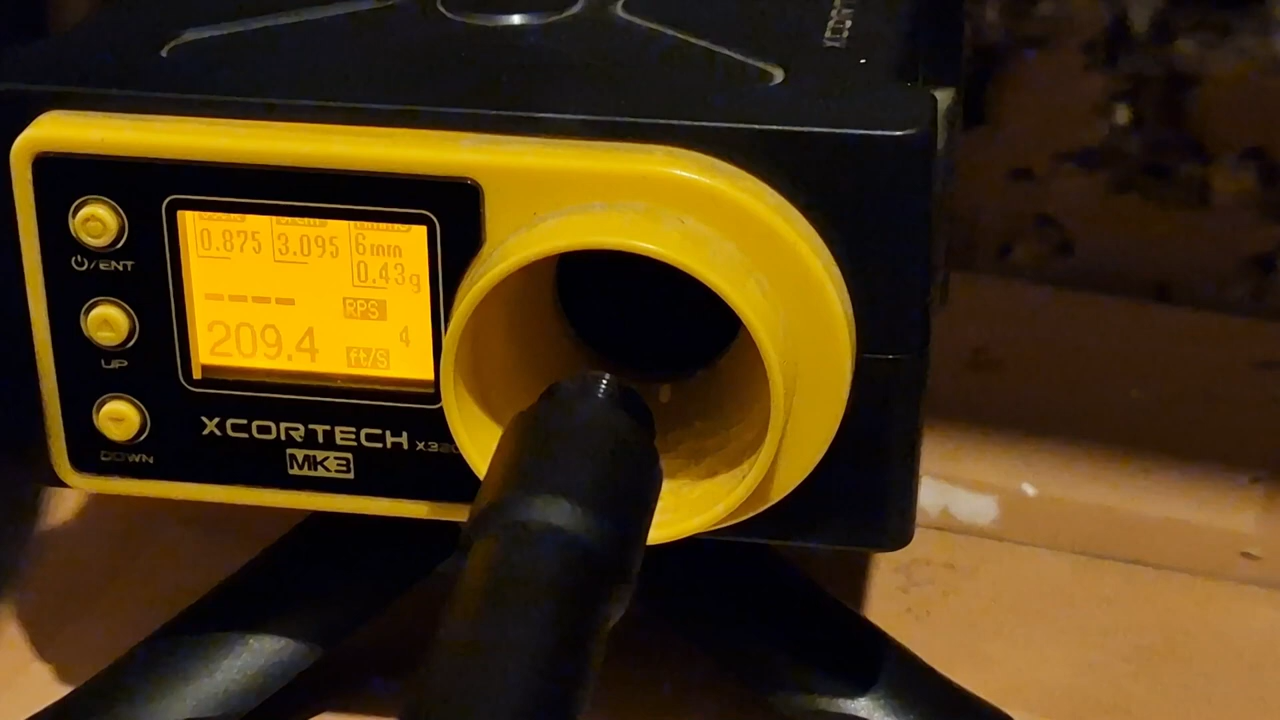 0.875 3.095 6mm
0.43g
---- RPS
209.4 4
ft/S
⏻/ENT
UP
DOWN
XCORTECH
MK3